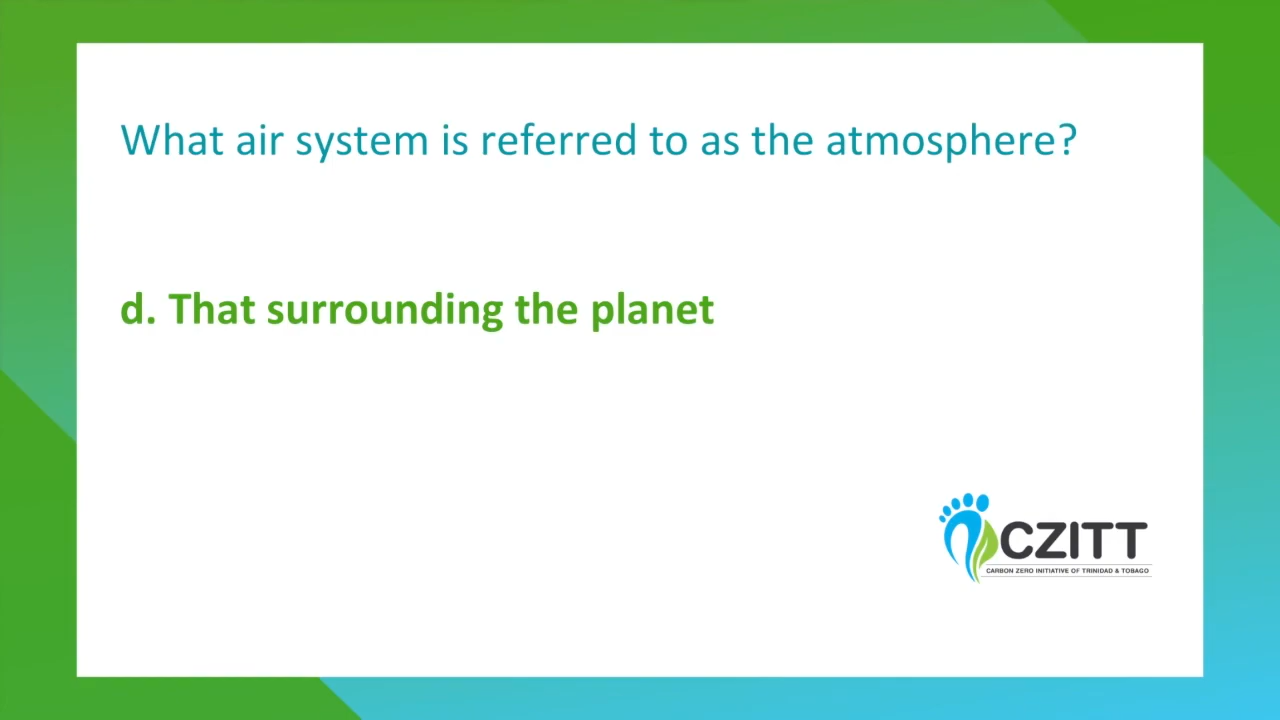 What air system is referred to as the atmosphere?
d. That surrounding the planet
CZITT
CARBON ZERO INITIATIVE OF TRINIDAD & TOBAGO